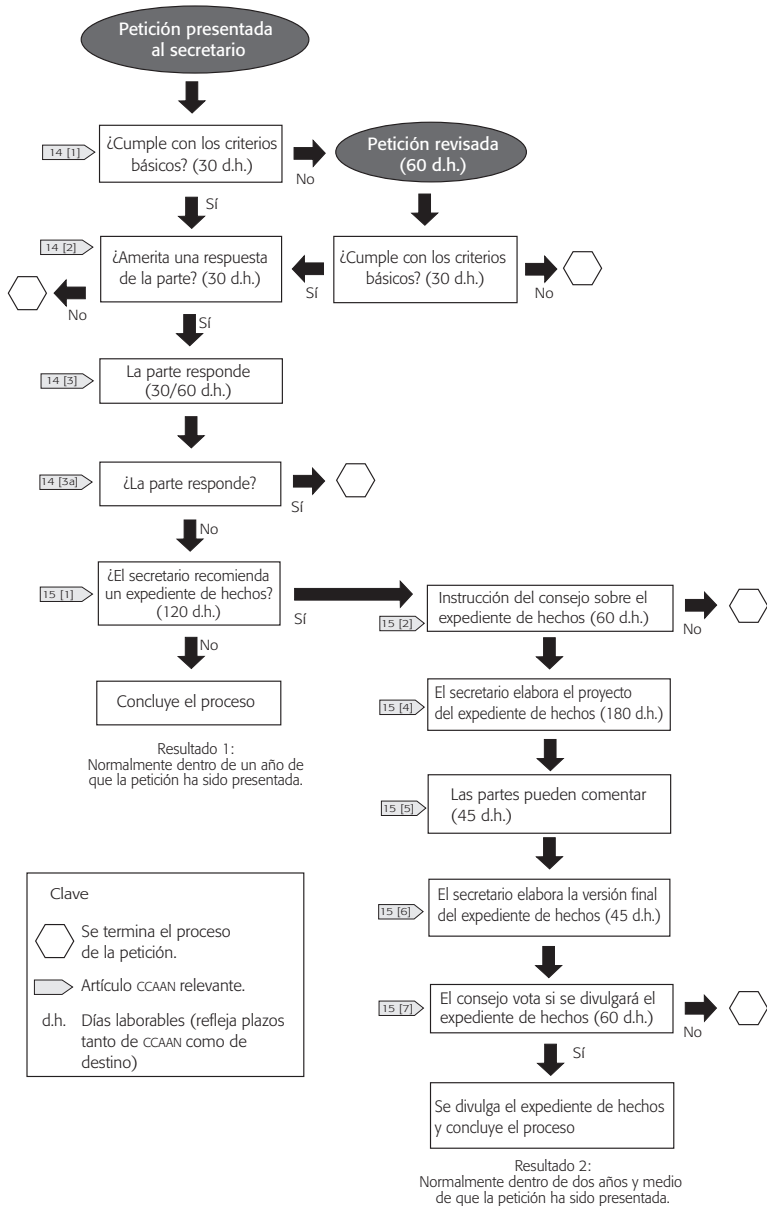 Petición presentada
al secretario
14 [1]
¿Cumple con los criterios
básicos? (30 d.h.)
No
Petición revisada
(60 d.h.)
Sí
14 [2]
¿Amerita una respuesta
de la parte? (30 d.h.)
Sí
¿Cumple con los criterios
básicos? (30 d.h.)
No
No
Sí
14 [3]
La parte responde
(30/60 d.h.)
14 [3a]
¿La parte responde?
Sí
No
15 [1]
¿El secretario recomienda
un expediente de hechos?
(120 d.h.)
Sí
No
Concluye el proceso
Resultado 1:
Normalmente dentro de un año de
que la petición ha sido presentada.
15 [2]
Instrucción del consejo sobre el
expediente de hechos (60 d.h.)
No
15 [4]
El secretario elabora el proyecto
del expediente de hechos (180 d.h.)
15 [5]
Las partes pueden comentar
(45 d.h.)
15 [6]
El secretario elabora la versión final
del expediente de hechos (45 d.h.)
15 [7]
El consejo vota si se divulgará el
expediente de hechos (60 d.h.)
No
Sí
Se divulga el expediente de hechos
y concluye el proceso
Resultado 2:
Normalmente dentro de dos años y medio
de que la petición ha sido presentada.
Clave
Se termina el proceso
de la petición.
Artículo CCAAN relevante.
d.h. Días laborables (refleja plazos
tanto de CCAAN como de
destino)